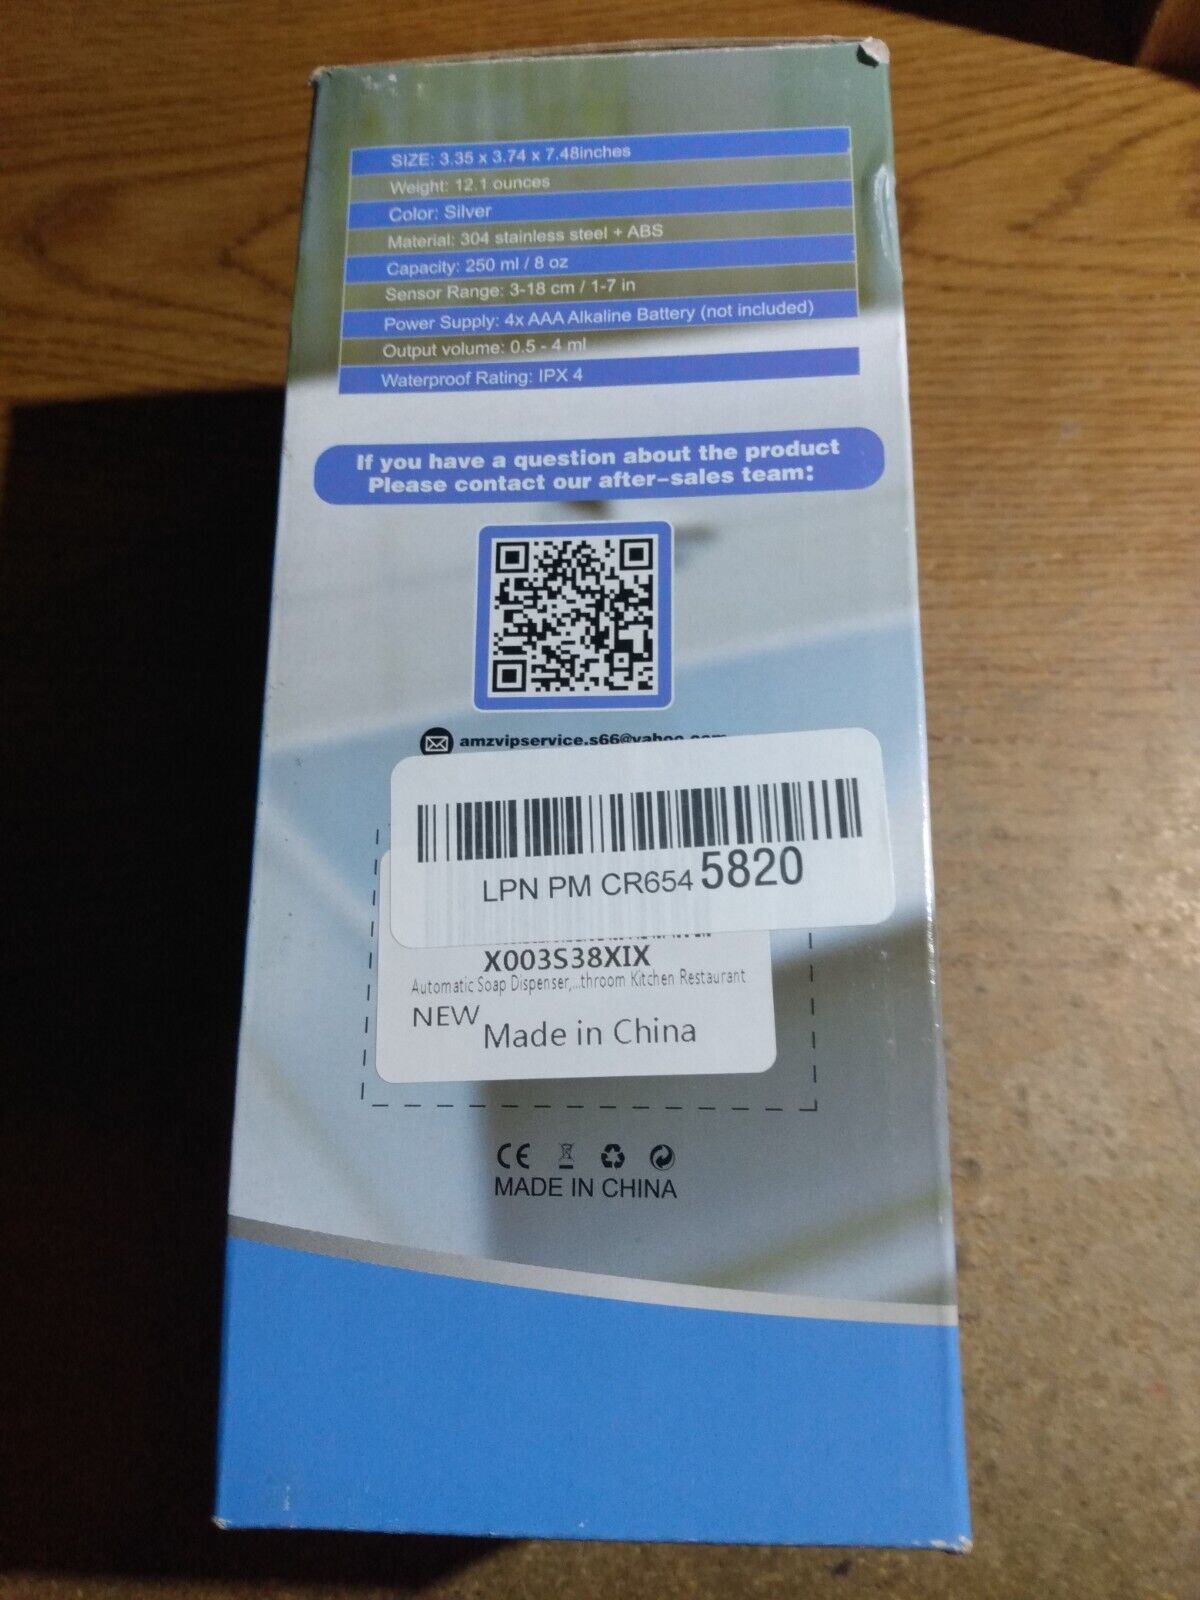 SIZE: 3.35 x 3.74 x 7.48inches
Weight: 12.1 ounces
Color: Silver
Material: 304 stainless steel + ABS
Capacity: 250 ml / 8 oz
Sensor Range: 3-18 cm / 1-7 in
Power Supply: 4x AAA Alkaline Battery (not included)
Output volume: 0.5 - 4 ml
Waterproof Rating: IPX 4
If you have a question about the product
Please contact our after-sales team:
amzvipservice.s66@yahoo.com
LPN PM CR654 5820
X003S38XIX
Automatic Soap Dispenser,...throom Kitchen Restaurant
NEW
Made in China
CE
MADE IN CHINA